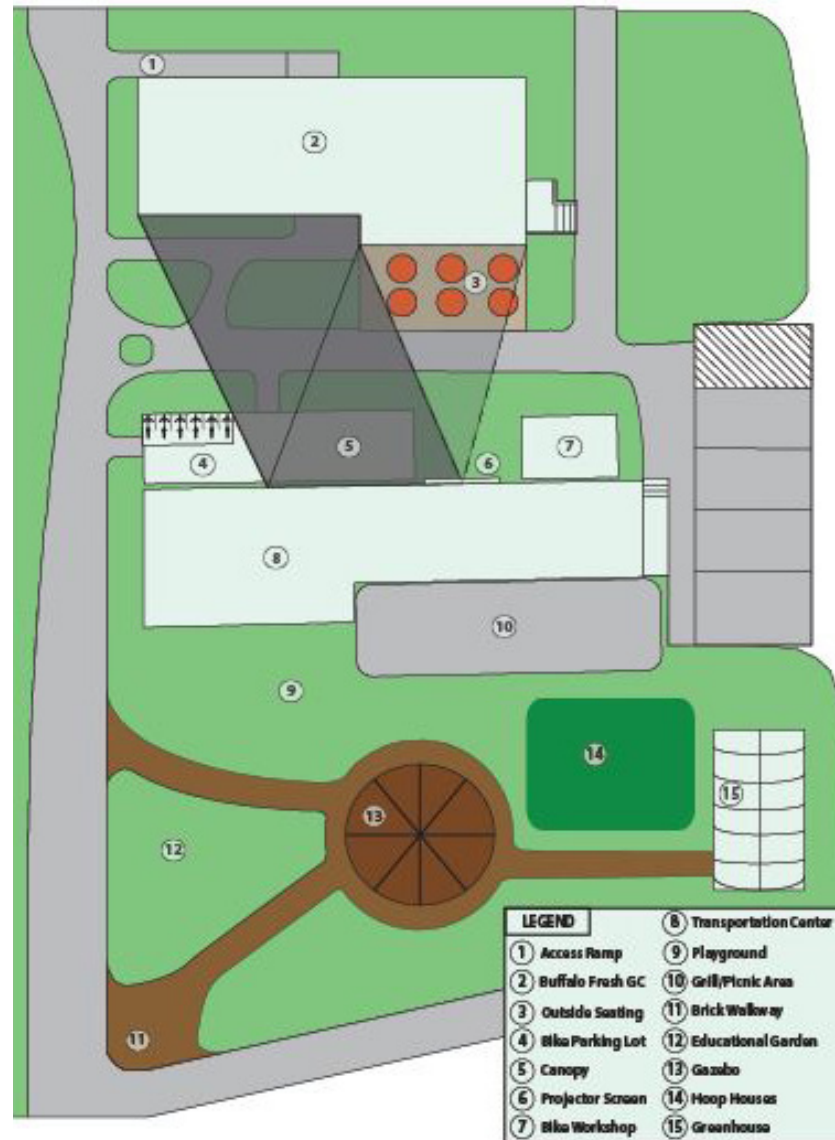 1
2
3
4
5
6
7
8
9
10
11
12
13
14
15
LEGEND
1 Access Ramp
2 Buffalo Fresh GC
3 Outside Seating
4 Bike Parking Lot
5 Canopy
6 Projector Screen
7 Bike Workshop
8 Transportation Center
9 Playground
10 Grill/Picnic Area
11 Brick Walkway
12 Educational Garden
13 Gazebo
14 Hoop Houses
15 Greenhouse